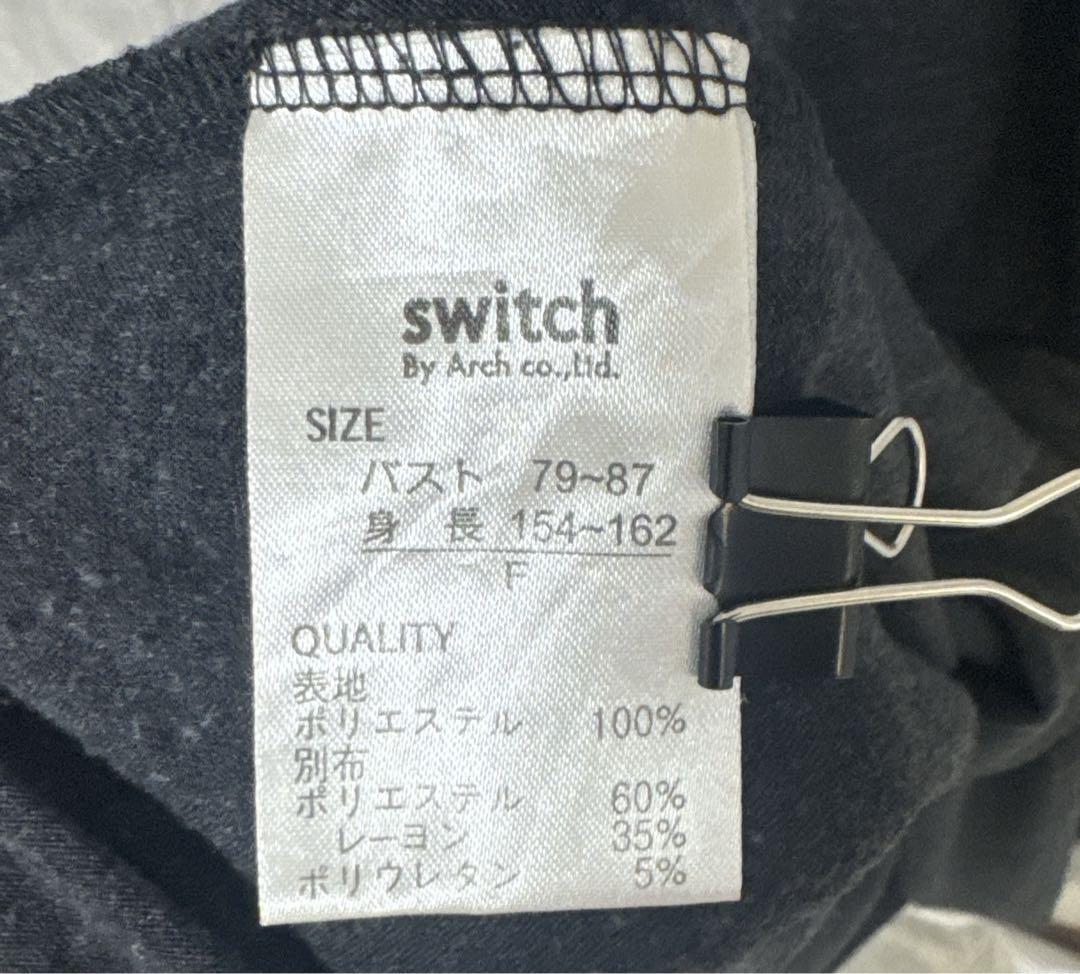 switch
By Arch co.,Ltd.
SIZE
バスト 79~87
身 長 154~162
F
QUALITY
表地
ポリエステル 100%
別布
ポリエステル 60%
レーヨン 35%
ポリウレタン 5%